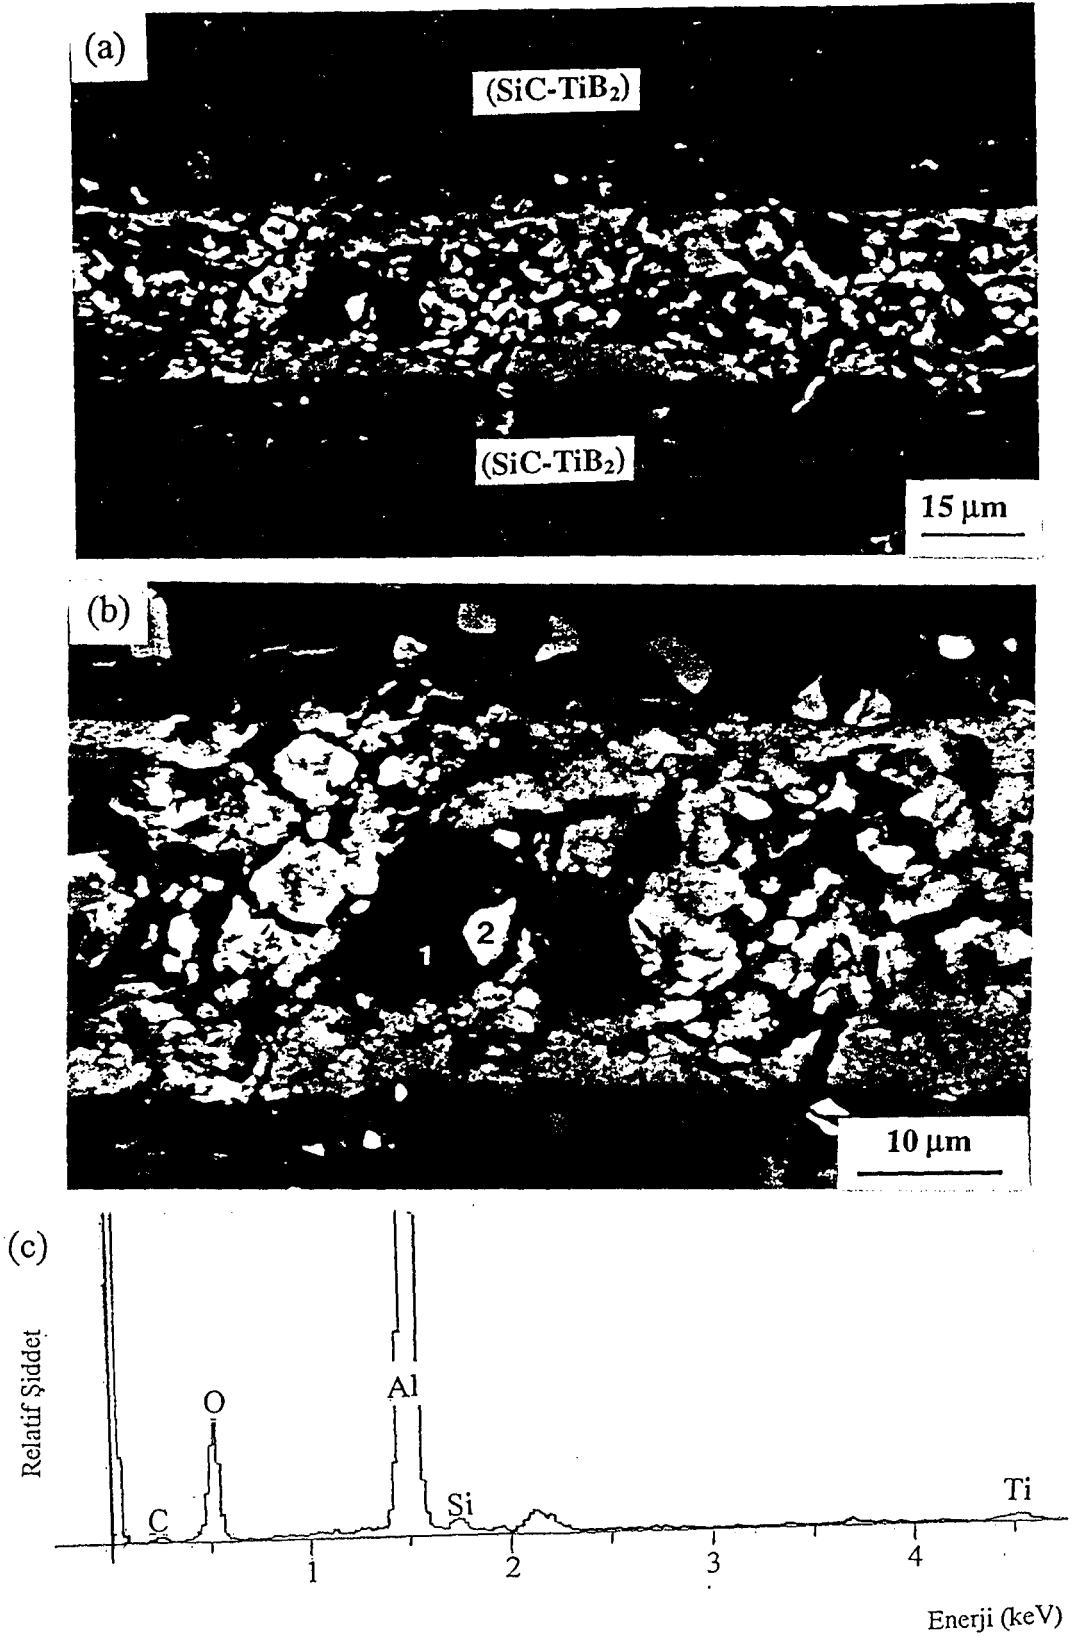 (a)
(SiC-TiB₂)
(SiC-TiB₂)
15 µm
(b)
2
1
10 µm
(c)
Relatif Şiddet
C
O
Al
Si
Ti
1
2
3
4
Enerji (keV)